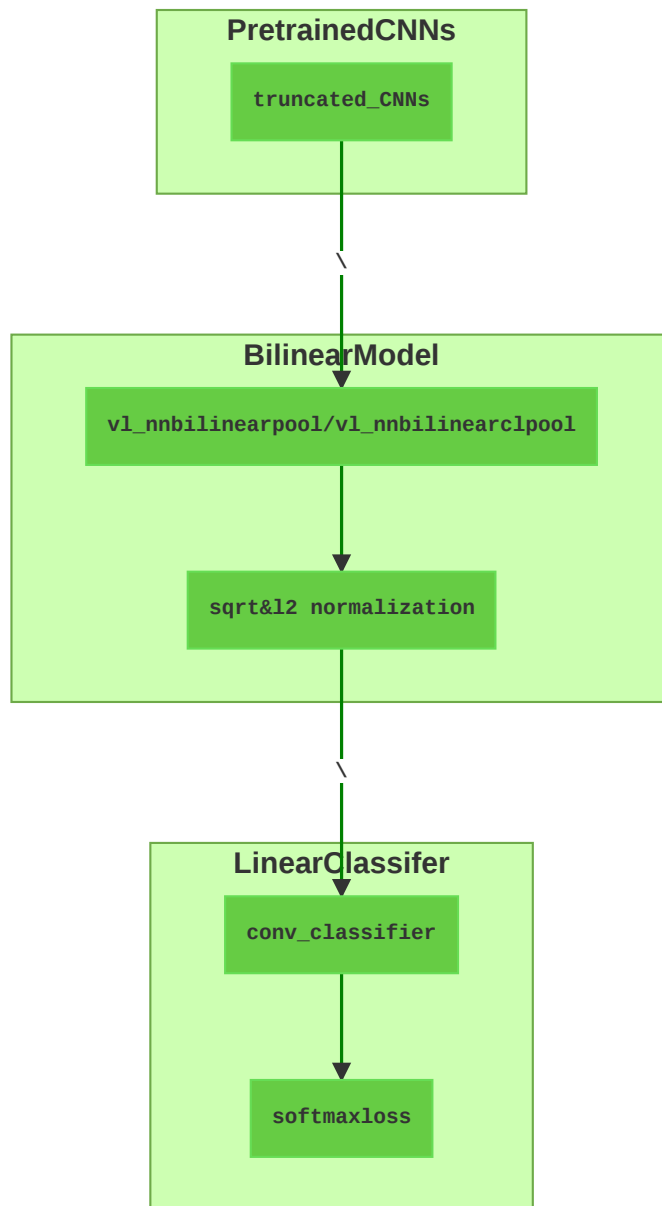 PretrainedCNNs
truncated_CNNs
\
BilinearModel
vl_nnbilinearpool/vl_nnbilinearclpool
sqrt&l2 normalization
\
LinearClassifer
conv_classifier
softmaxloss